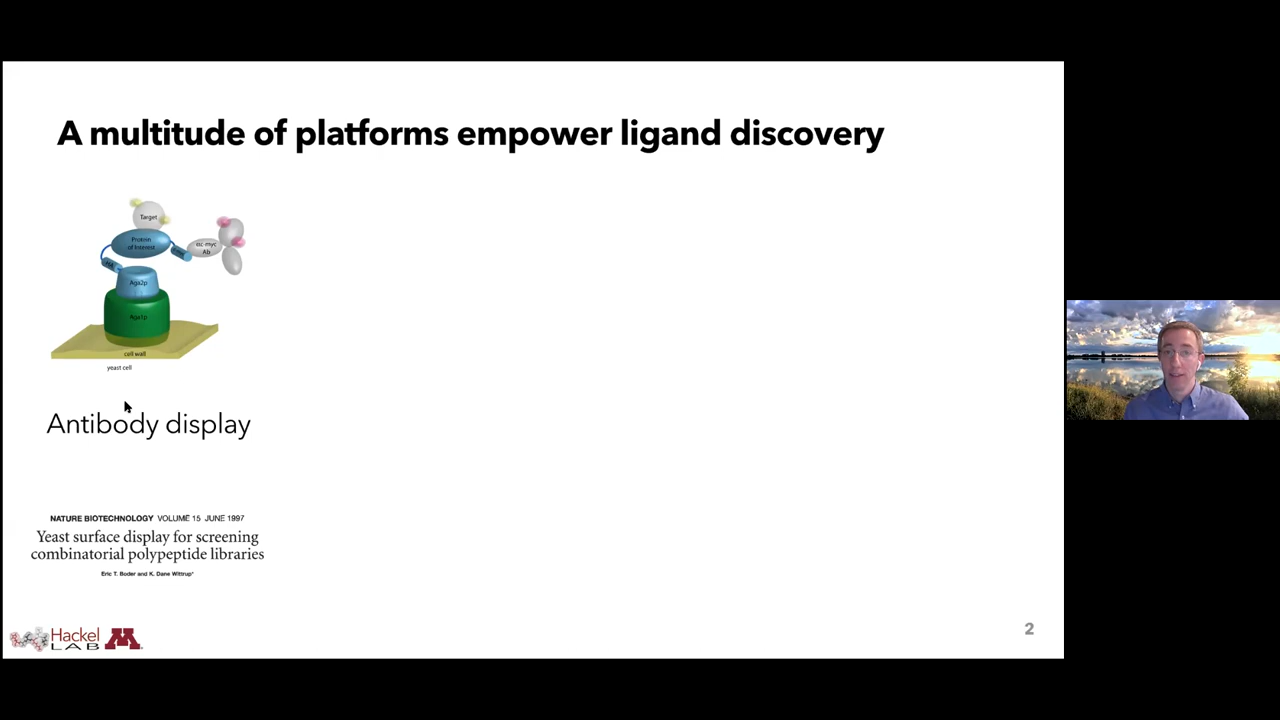 A multitude of platforms empower ligand discovery
Target
Protein
of Interest
αc-myc
Ab
Aga2p
Aga1p
cell wall
yeast cell
Antibody display
NATURE BIOTECHNOLOGY VOLUME 15 JUNE 1997
Yeast surface display for screening
combinatorial polypeptide libraries
Eric T. Boder and K. Dane Wittrup*
Hackel
LAB
M
2